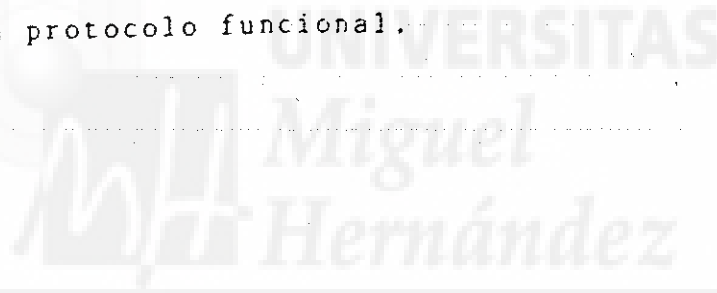 protocolo funcional.
UNIVERSITAS
Miguel
Hernández